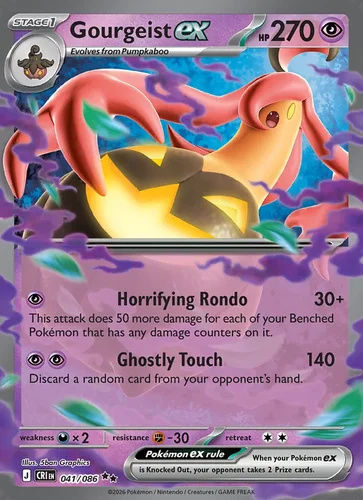 STAGE1 Gourgeist ex HP 270
Evolves from Pumpkaboo
Horrifying Rondo 30+
This attack does 50 more damage for each of your Benched
Pokémon that has any damage counters on it.
Ghostly Touch 140
Discard a random card from your opponent's hand.
weakness ×2 resistance -30 retreat
Illus. 5ban Graphics
Pokémon ex rule When your Pokémon ex
J CRI EN 041/086 is Knocked Out, your opponent takes 2 Prize cards.
©2026 Pokémon / Nintendo / Creatures / GAME FREAK